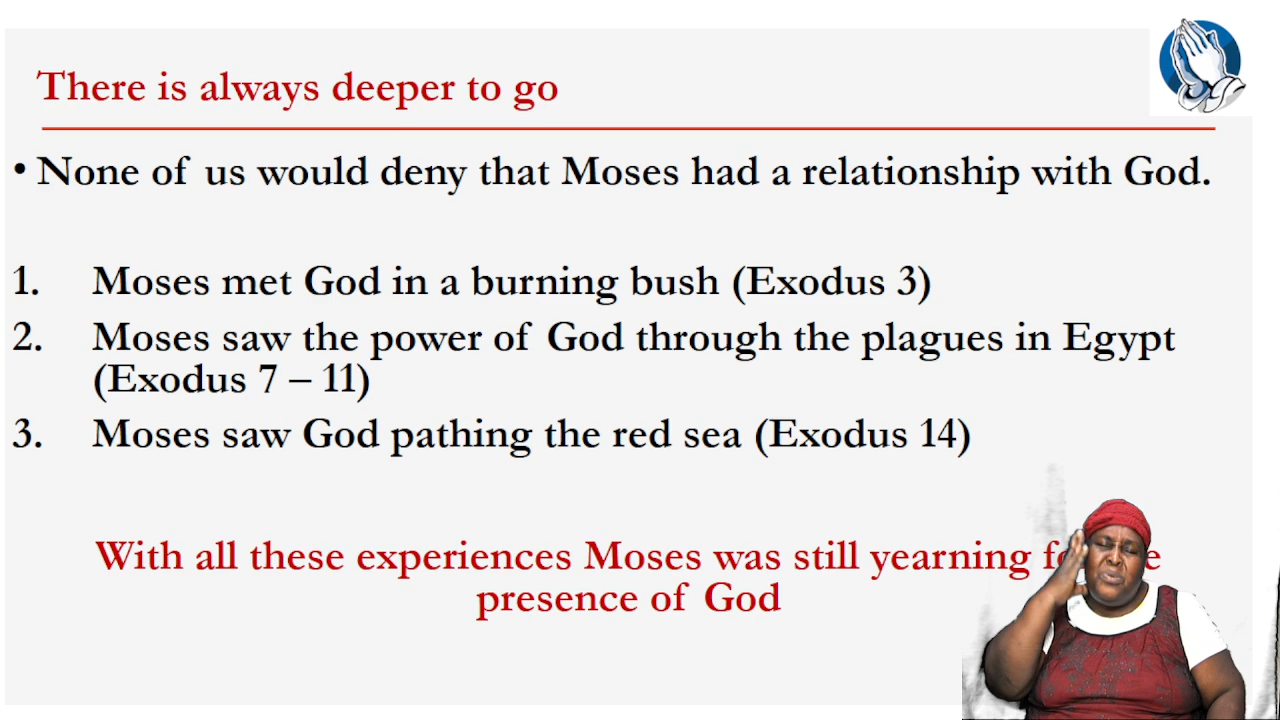 There is always deeper to go
• None of us would deny that Moses had a relationship with God.
1. Moses met God in a burning bush (Exodus 3)
2. Moses saw the power of God through the plagues in Egypt
(Exodus 7 – 11)
3. Moses saw God pathing the red sea (Exodus 14)
With all these experiences Moses was still yearning
presence of God